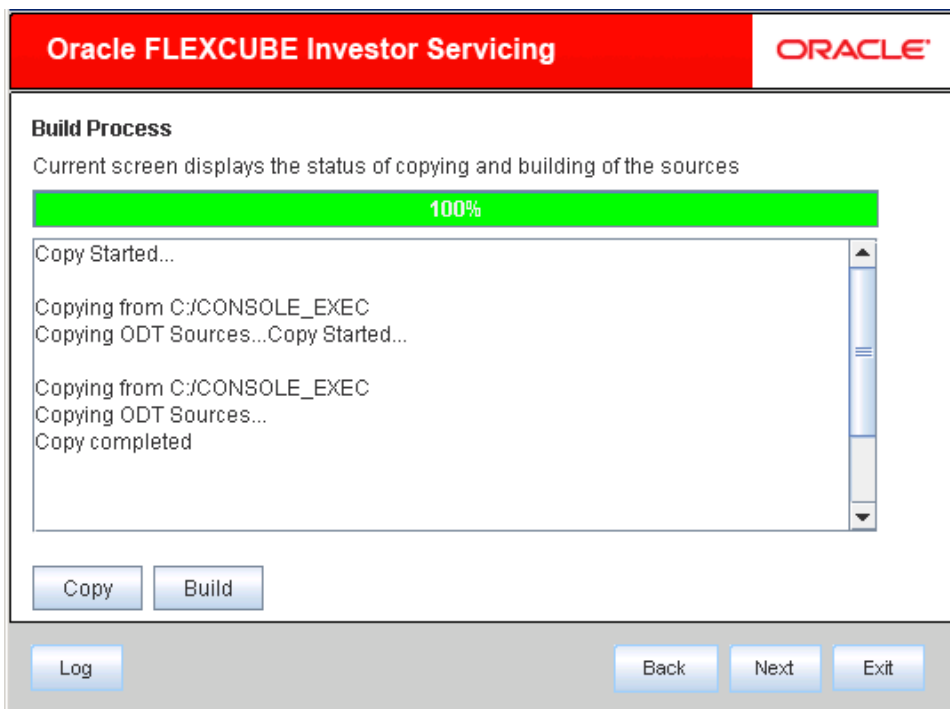 Oracle FLEXCUBE Investor Servicing
ORACLE
Build Process
Current screen displays the status of copying and building of the sources
100%
Copy Started...
Copying from C:/CONSOLE_EXEC
Copying ODT Sources...Copy Started...
Copying from C:/CONSOLE_EXEC
Copying ODT Sources...
Copy completed
Copy Build
Log Back Next Exit